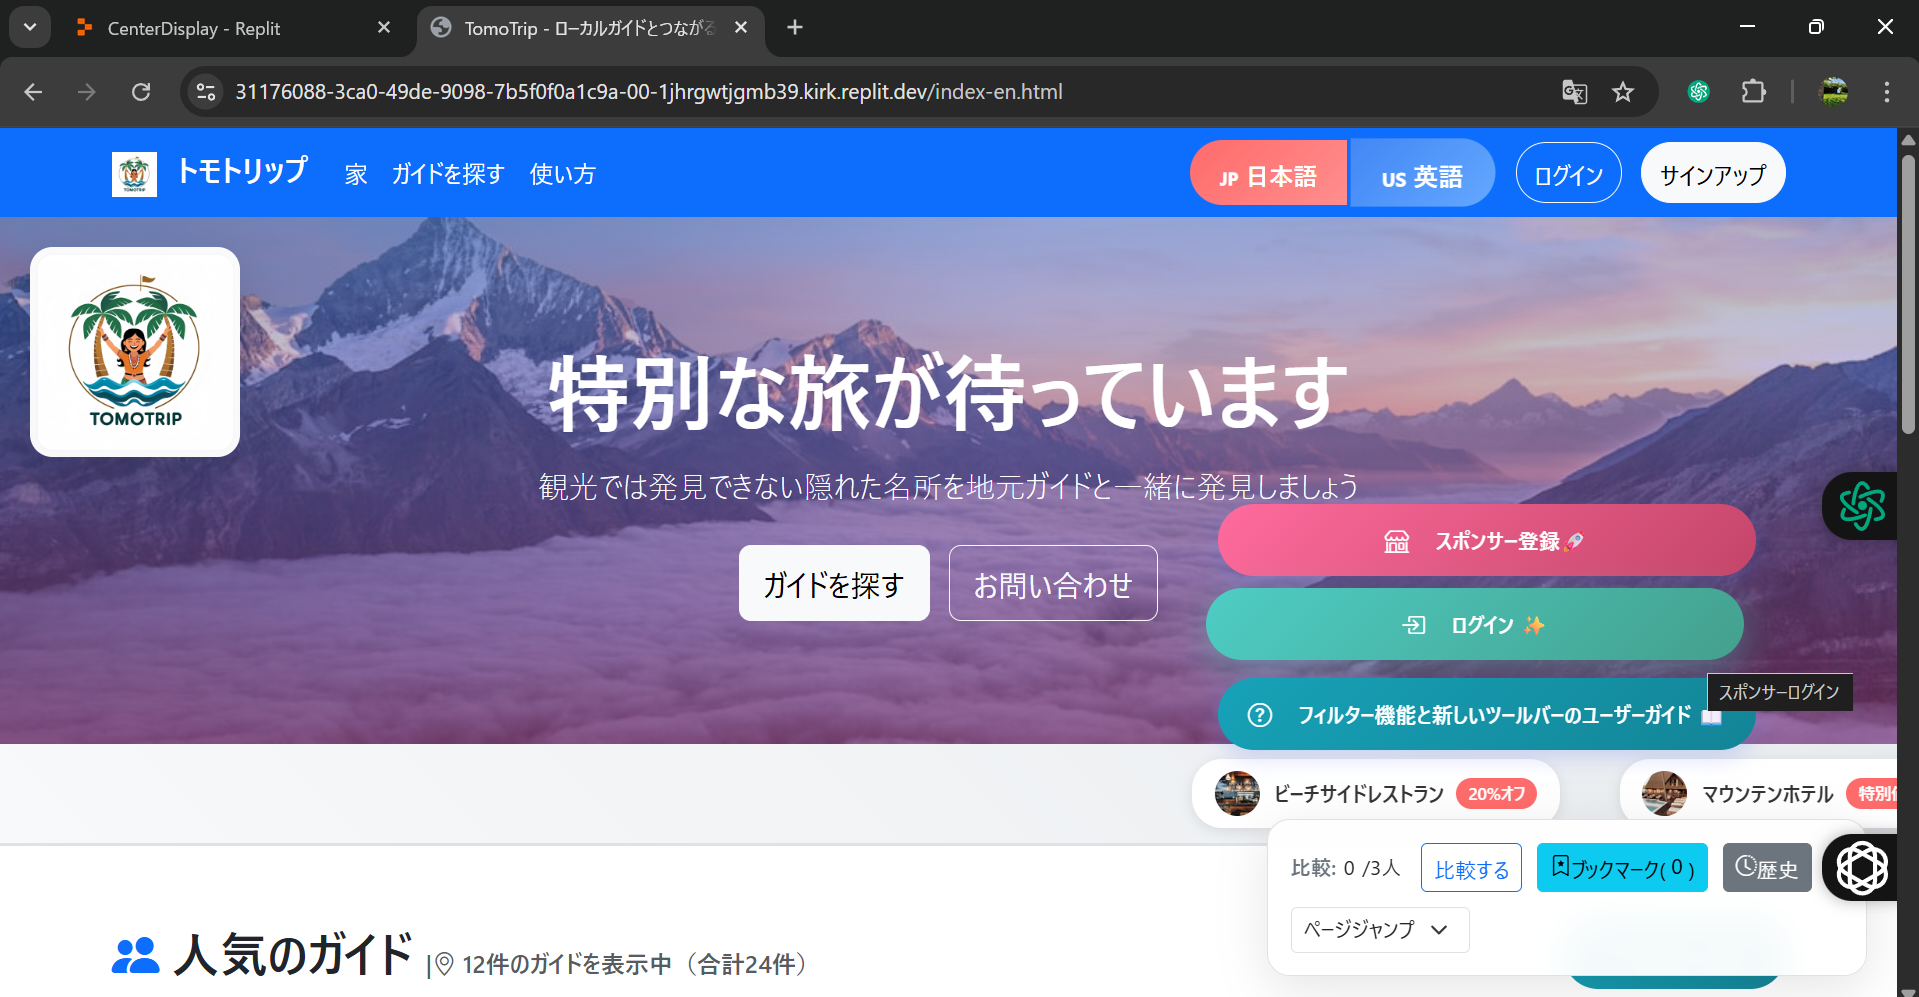 CenterDisplay - Replit
TomoTrip - ローカルガイドとつながる
31176088-3ca0-49de-9098-7b5f0f0a1c9a-00-1jhrgwtjgmb39.kirk.replit.dev/index-en.html
トモトリップ 家 ガイドを探す 使い方
JP 日本語 US 英語 ログイン サインアップ
TOMOTRIP
特別な旅が待っています
観光では発見できない隠れた名所を地元ガイドと一緒に発見しましょう
ガイドを探す お問い合わせ
スポンサー登録🚀
ログイン ✨
スポンサーログイン
フィルター機能と新しいツールバーのユーザーガイド 📖
ビーチサイドレストラン 20%オフ マウンテンホテル 特別
比較: 0 /3人 比較する ブックマーク( 0 ) 歴史
ページジャンプ
人気のガイド | 12件のガイドを表示中（合計24件）